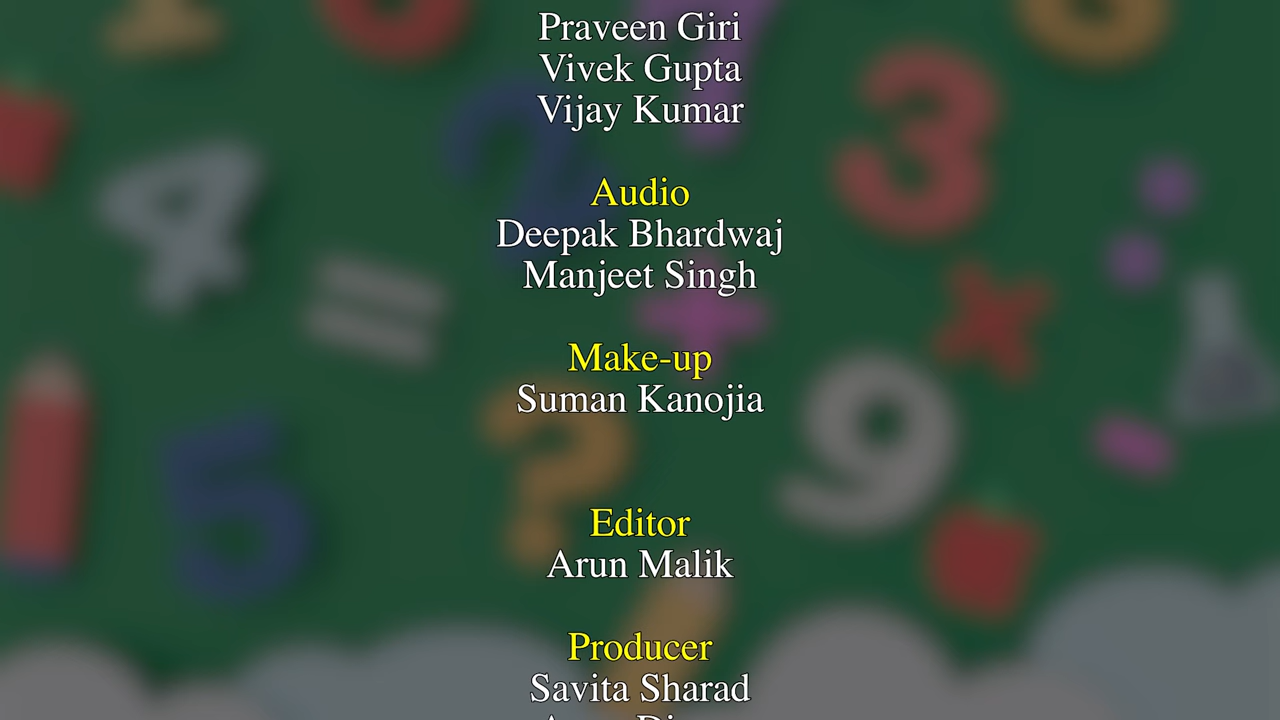 Praveen Giri
Vivek Gupta
Vijay Kumar
Audio
Deepak Bhardwaj
Manjeet Singh
Make-up
Suman Kanojia
Editor
Arun Malik
Producer
Savita Sharad